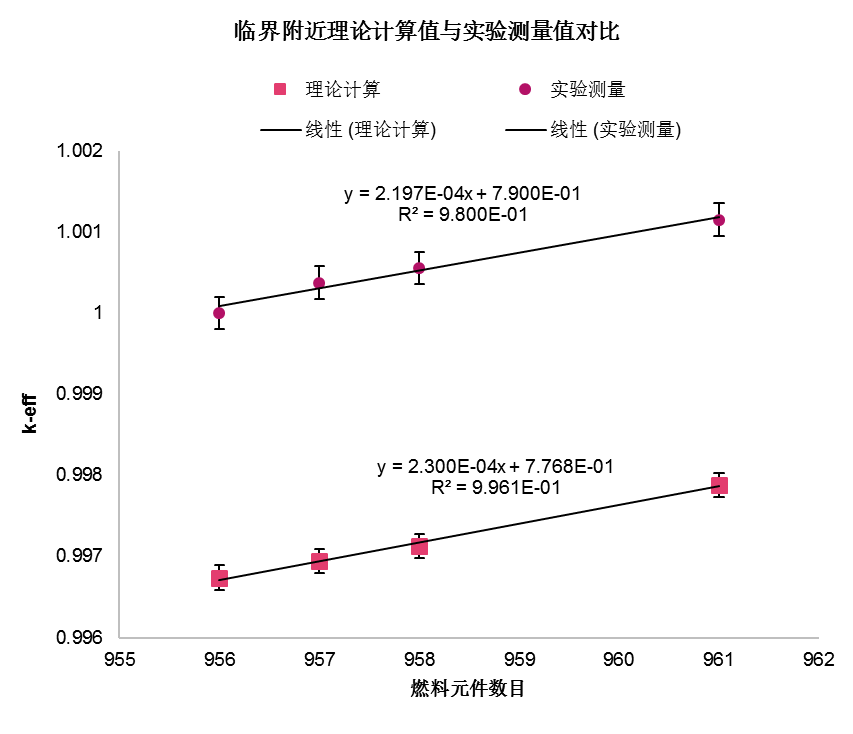 临界附近理论计算值与实验测量值对比
理论计算
实验测量
线性 (理论计算)
线性 (实验测量)
1.002
1.001
1
0.999
0.998
0.997
0.996
k-eff
y = 2.197E-04x + 7.900E-01
R² = 9.800E-01
y = 2.300E-04x + 7.768E-01
R² = 9.961E-01
955
956
957
958
959
960
961
962
燃料元件数目